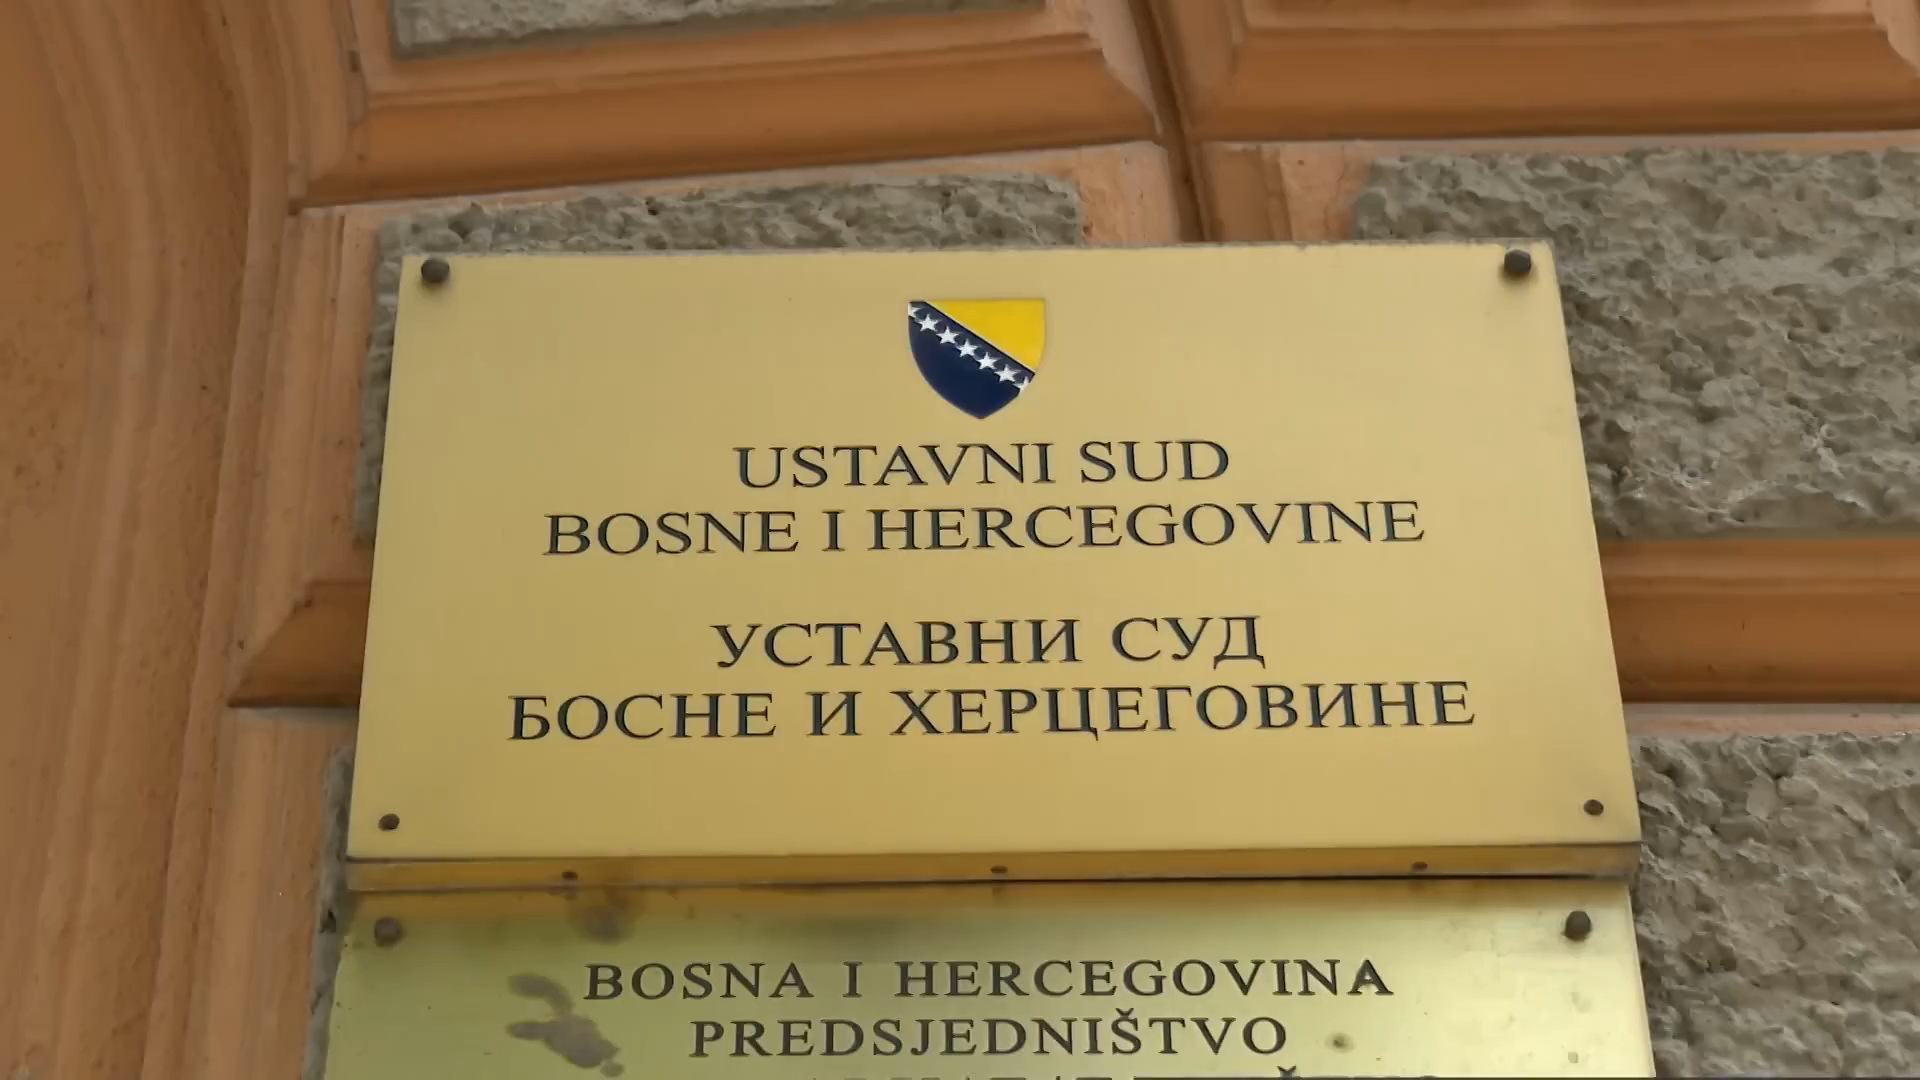 USTAVNI SUD
BOSNE I HERCEGOVINE
УСТАВНИ СУД
БОСНЕ И ХЕРЦЕГОВИНЕ
BOSNA I HERCEGOVINA
PREDSJEDNIŠTVO